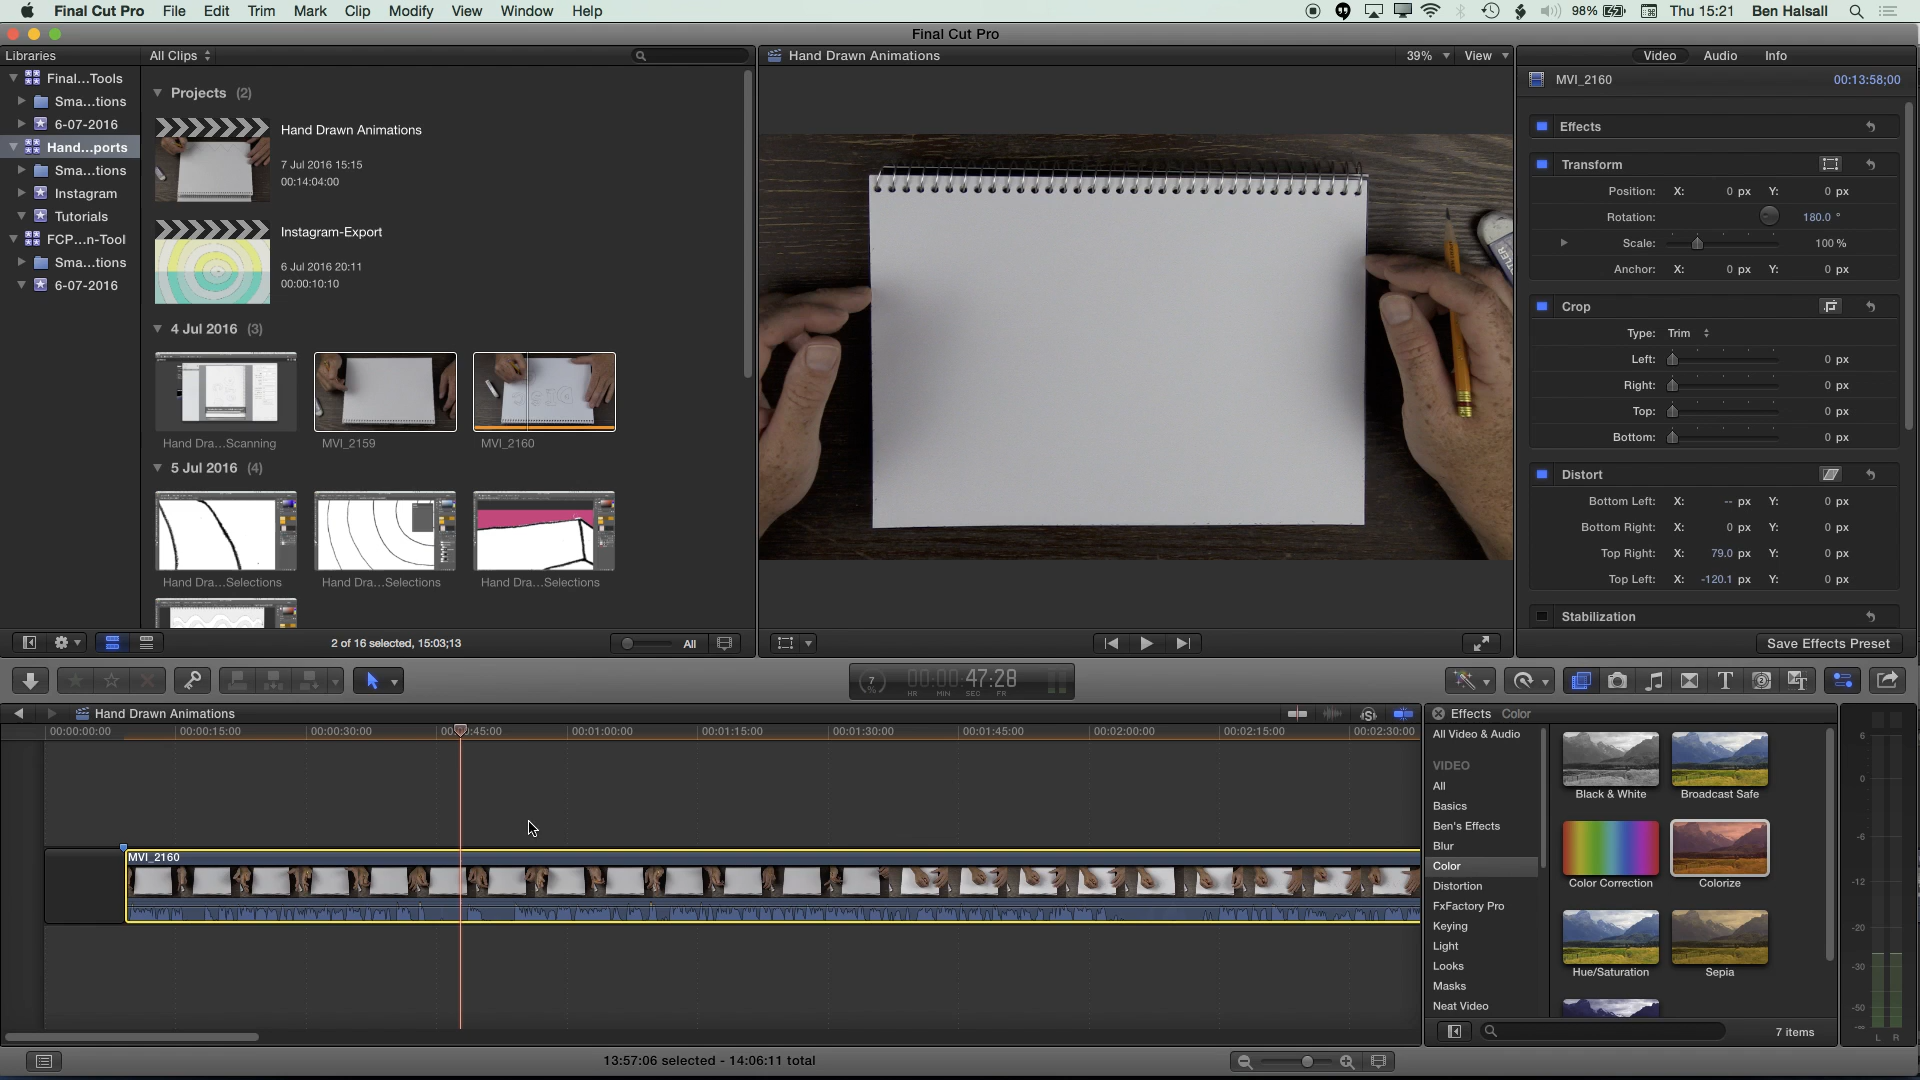 Final Cut Pro File Edit Trim Mark Clip Modify View Window Help 98% Thu 15:21 Ben Halsall
Final Cut Pro
Libraries
All Clips
Final...Tools
Sma...tions
6-07-2016
Hand...ports
Sma...tions
Instagram
Tutorials
FCP...n-Tool
Sma...tions
6-07-2016
Projects (2)
Hand Drawn Animations
7 Jul 2016 15:15
00:14:04:00
Instagram-Export
6 Jul 2016 20:11
00:00:10:10
4 Jul 2016 (3)
Hand Dra...Scanning
MVI_2159
MVI_2160
5 Jul 2016 (4)
Hand Dra...Selections
Hand Dra...Selections
Hand Dra...Selections
2 of 16 selected, 15:03;13
All
Hand Drawn Animations
39%
View
Video
Audio
Info
MVI_2160
00:13:58;00
Effects
Transform
Position: X: 0 px Y: 0 px
Rotation: 180.0 °
Scale: 100 %
Anchor: X: 0 px Y: 0 px
Crop
Type: Trim
Left: 0 px
Right: 0 px
Top: 0 px
Bottom: 0 px
Distort
Bottom Left: X: -- px Y: 0 px
Bottom Right: X: 0 px Y: 0 px
Top Right: X: 79.0 px Y: 0 px
Top Left: X: -120.1 px Y: 0 px
Stabilization
Save Effects Preset
7 %
00:00:47:28
HR MIN SEC FR
Hand Drawn Animations
00:00:00:00
00:00:15:00
00:00:30:00
00:01:00:00
00:01:15:00
00:01:30:00
00:01:45:00
00:02:00:00
00:02:15:00
00:02:30:00
MVI_2160
13:57:06 selected - 14:06:11 total
Effects Color
All Video & Audio
VIDEO
All
Basics
Ben's Effects
Blur
Color
Distortion
FxFactory Pro
Keying
Light
Looks
Masks
Neat Video
Black & White
Broadcast Safe
Color Correction
Colorize
Hue/Saturation
Sepia
7 items
6
0
-6
-12
-20
-30
-50
-∞
L R